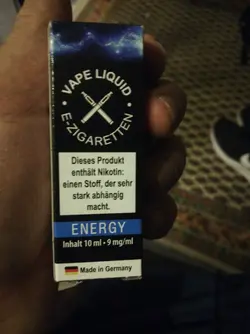 VAPE LIQUID
E-ZIGARETTEN
Dieses Produkt
enthält Nikotin:
einen Stoff, der sehr
stark abhängig
macht.
ENERGY
Inhalt 10 ml • 9 mg/ml
Made in Germany